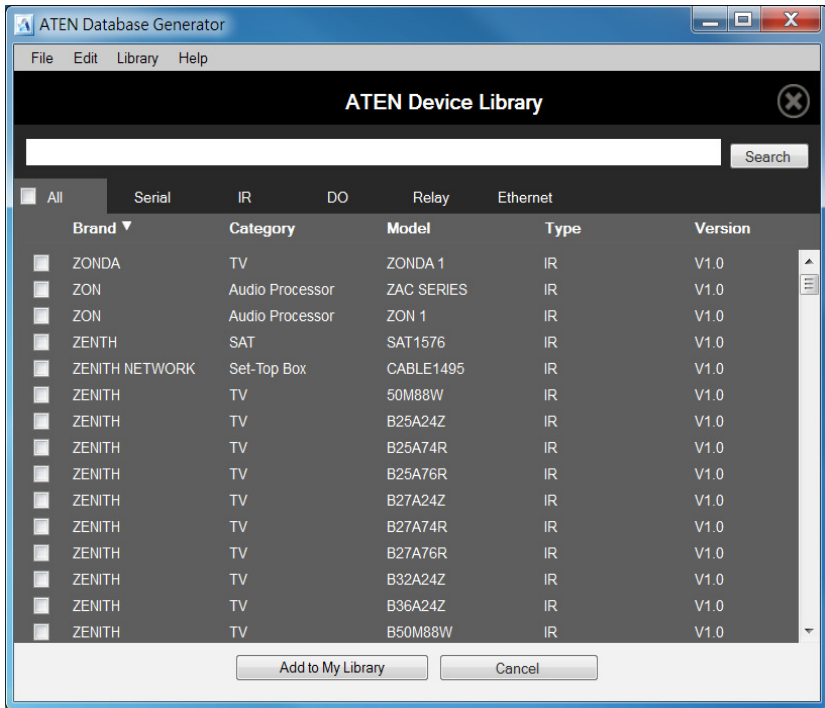 ATEN Database Generator
File Edit Library Help
ATEN Device Library
Search
All Serial IR DO Relay Ethernet
Brand ▼ Category Model Type Version
ZONDA TV ZONDA 1 IR V1.0
ZON Audio Processor ZAC SERIES IR V1.0
ZON Audio Processor ZON 1 IR V1.0
ZENTH SAT SAT1576 IR V1.0
ZENITH NETWORK Set-Top Box CABLE1495 IR V1.0
ZENITH TV 50M88W IR V1.0
ZENITH TV B25A24Z IR V1.0
ZENITH TV B25A74R IR V1.0
ZENITH TV B25A76R IR V1.0
ZENITH TV B27A24Z IR V1.0
ZENITH TV B27A74R IR V1.0
ZENITH TV B27A76R IR V1.0
ZENITH TV B32A24Z IR V1.0
ZENITH TV B36A24Z IR V1.0
ZENITH TV B50M88W IR V1.0
Add to My Library Cancel